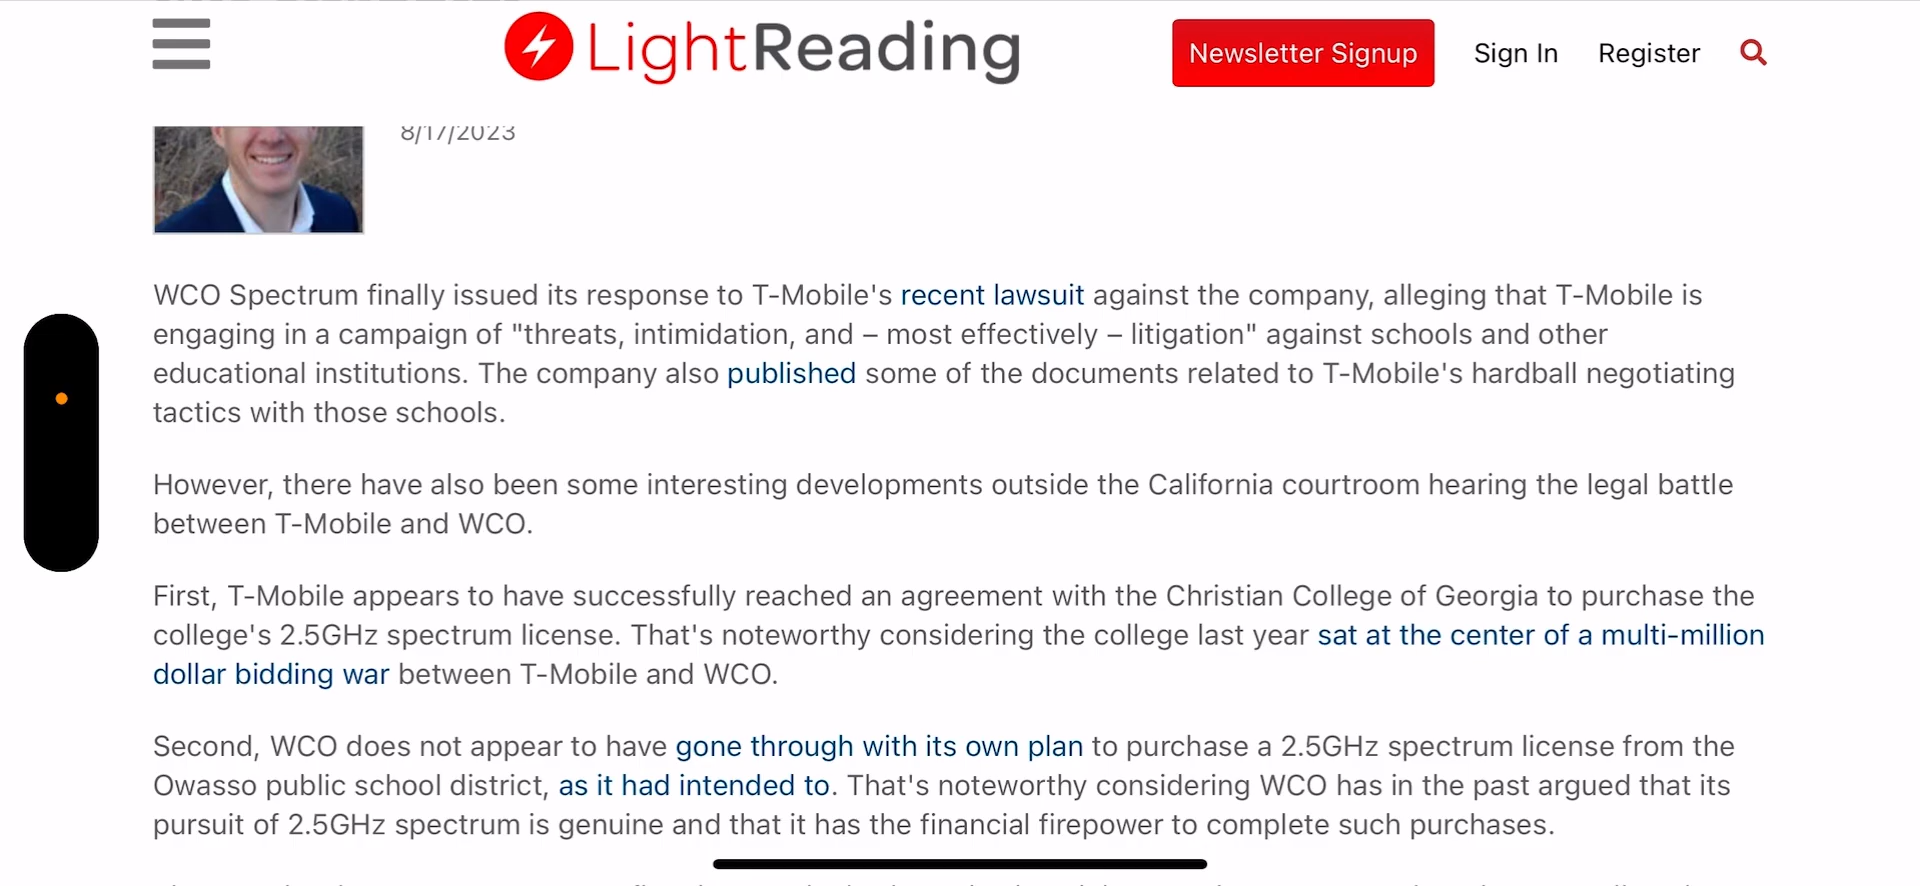 LightReading
Newsletter Signup
Sign In
Register
8/17/2023
WCO Spectrum finally issued its response to T-Mobile's recent lawsuit against the company, alleging that T-Mobile is
engaging in a campaign of "threats, intimidation, and – most effectively – litigation" against schools and other
educational institutions. The company also published some of the documents related to T-Mobile's hardball negotiating
tactics with those schools.
However, there have also been some interesting developments outside the California courtroom hearing the legal battle
between T-Mobile and WCO.
First, T-Mobile appears to have successfully reached an agreement with the Christian College of Georgia to purchase the
college's 2.5GHz spectrum license. That's noteworthy considering the college last year sat at the center of a multi-million
dollar bidding war between T-Mobile and WCO.
Second, WCO does not appear to have gone through with its own plan to purchase a 2.5GHz spectrum license from the
Owasso public school district, as it had intended to. That's noteworthy considering WCO has in the past argued that its
pursuit of 2.5GHz spectrum is genuine and that it has the financial firepower to complete such purchases.